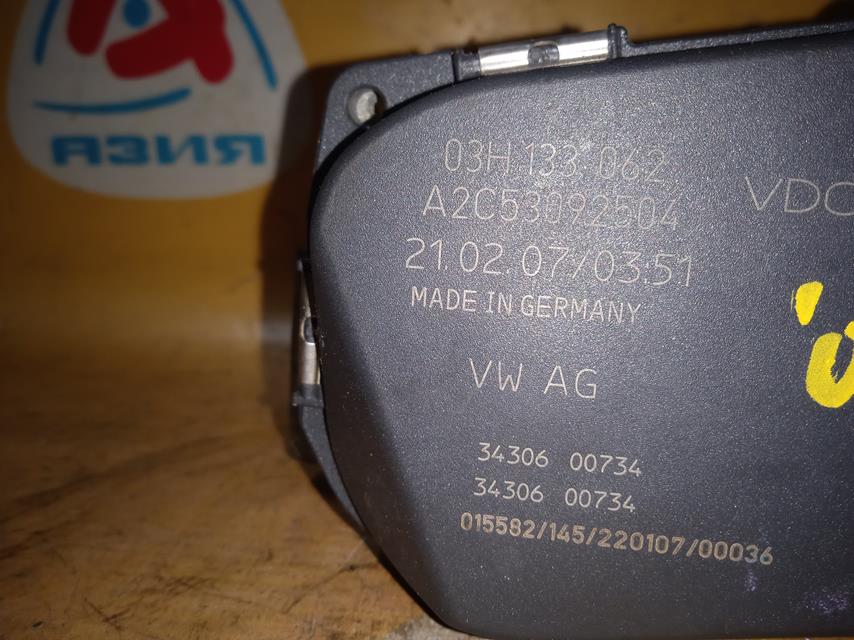 АЗИЯ
03H 133 062
A2C53092504
VDO
21.02.07/03:51
MADE IN GERMANY
VW AG
34306 00734
34306 00734
015582/145/220107/00036